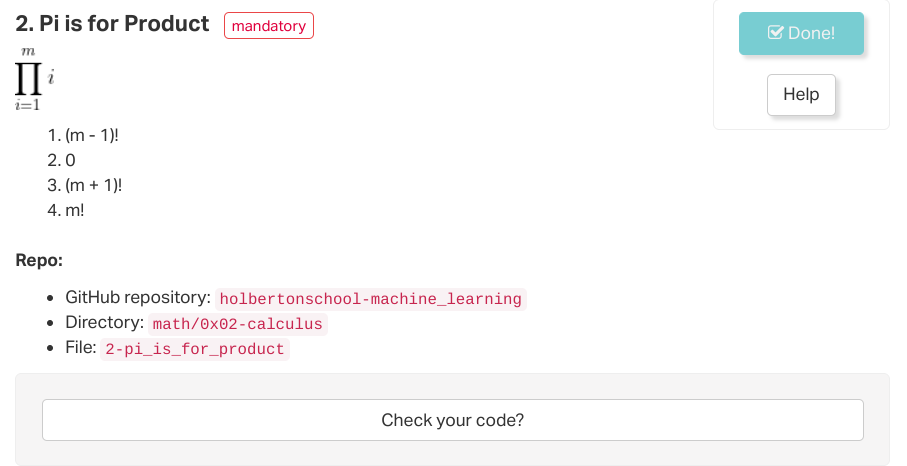 2. Pi is for Product mandatory
Done!
Help
m
∏ i
i=1
1. (m - 1)!
2. 0
3. (m + 1)!
4. m!
Repo:
• GitHub repository: holbertonschool-machine_learning
• Directory: math/0x02-calculus
• File: 2-pi_is_for_product
Check your code?